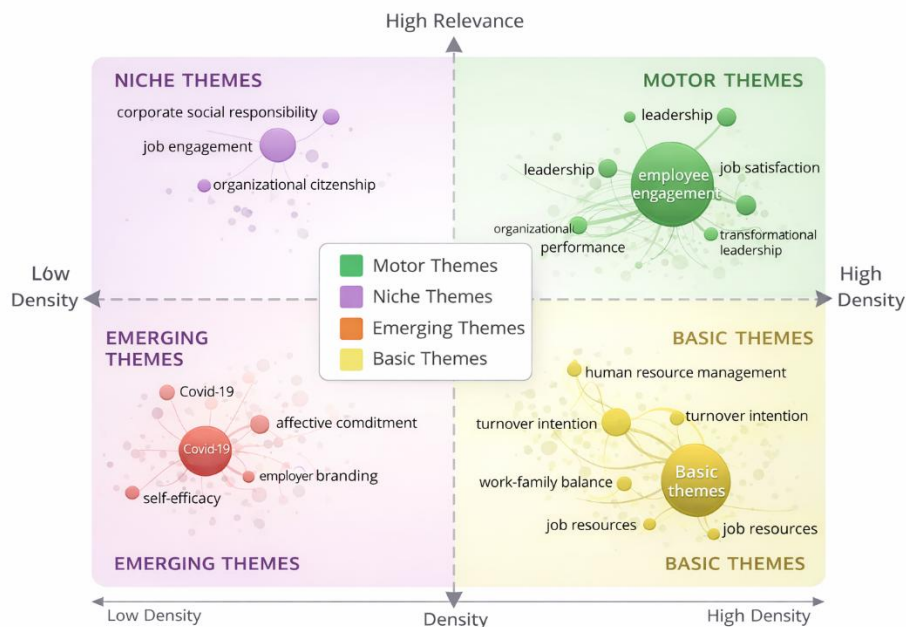 High Relevance
NICHE THEMES
MOTOR THEMES
corporate social responsibility
leadership
job engagement
leadership
employee
engagement
job satisfaction
organizational citzenship
organizational
performance
transformational
leadership
Motor Themes
Niche Themes
Emerging Themes
Basic Themes
Low
Density
High
Density
EMERGING
THEMES
BASIC THEMES
human resource management
Covid-19
affective comditment
turnover intention
turnover intention
Covid-19
employer branding
work-family balance
Basic
themes
self-efficacy
job resources
job resources
EMERGING THEMES
BASIC THEMES
Low Density
Density
High Density